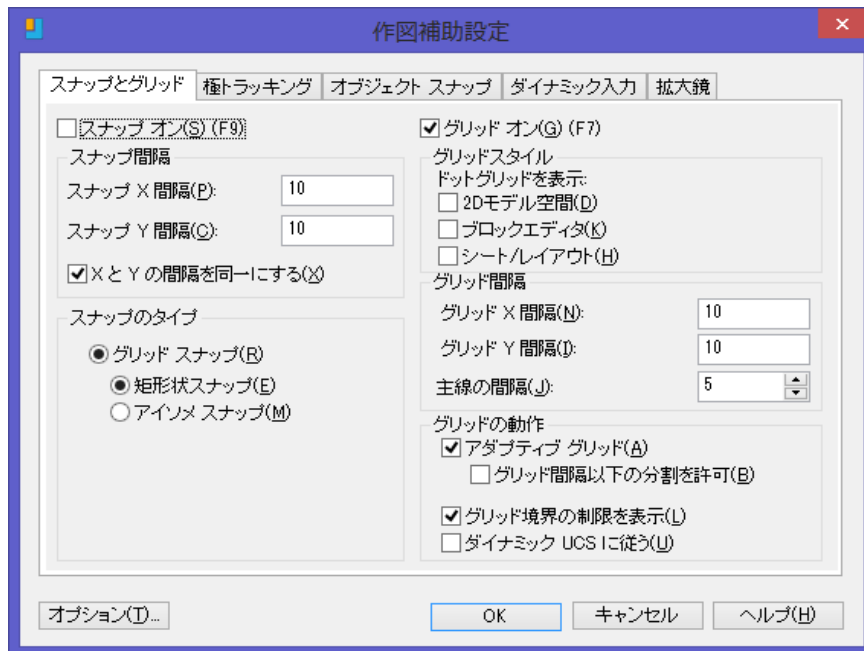 作図補助設定
スナップとグリッド
極トラッキング
オブジェクト スナップ
ダイナミック入力
拡大鏡
スナップ オン(S) (F9)
スナップ間隔
スナップ X 間隔(P):
10
スナップ Y 間隔(C):
10
XとYの間隔を同一にする(X)
スナップのタイプ
グリッド スナップ(R)
矩形状スナップ(E)
アイソメ スナップ(M)
グリッド オン(G) (F7)
グリッドスタイル
ドットグリッドを表示:
2Dモデル空間(D)
ブロックエディタ(K)
シート/レイアウト(H)
グリッド間隔
グリッド X 間隔(N):
10
グリッド Y 間隔(I):
10
主線の間隔(J):
5
グリッドの動作
アダプティブ グリッド(A)
グリッド間隔以下の分割を許可(B)
グリッド境界の制限を表示(L)
ダイナミック UCS に従う(U)
オプション(T)...
OK
キャンセル
ヘルプ(H)